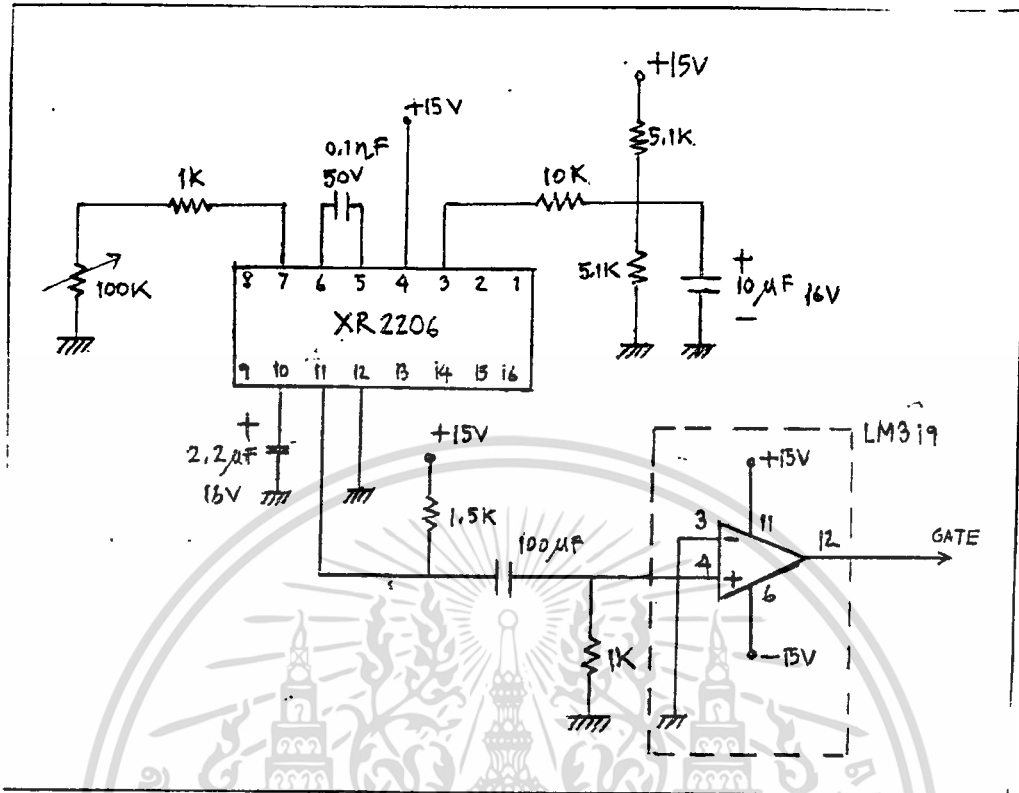 +15V
5.1K
+15V
0.1ηF
50V
1K
10K
100K
5.1K
+
10μF 16V
−
8 7 6 5 4 3 2 1
XR2206
9 10 11 12 13 14 15 16
+
2.2μF
16V
+15V
1.5K
100μF
1K
LM319
+15V
3 − 11
4 + 12
6
GATE
−15V